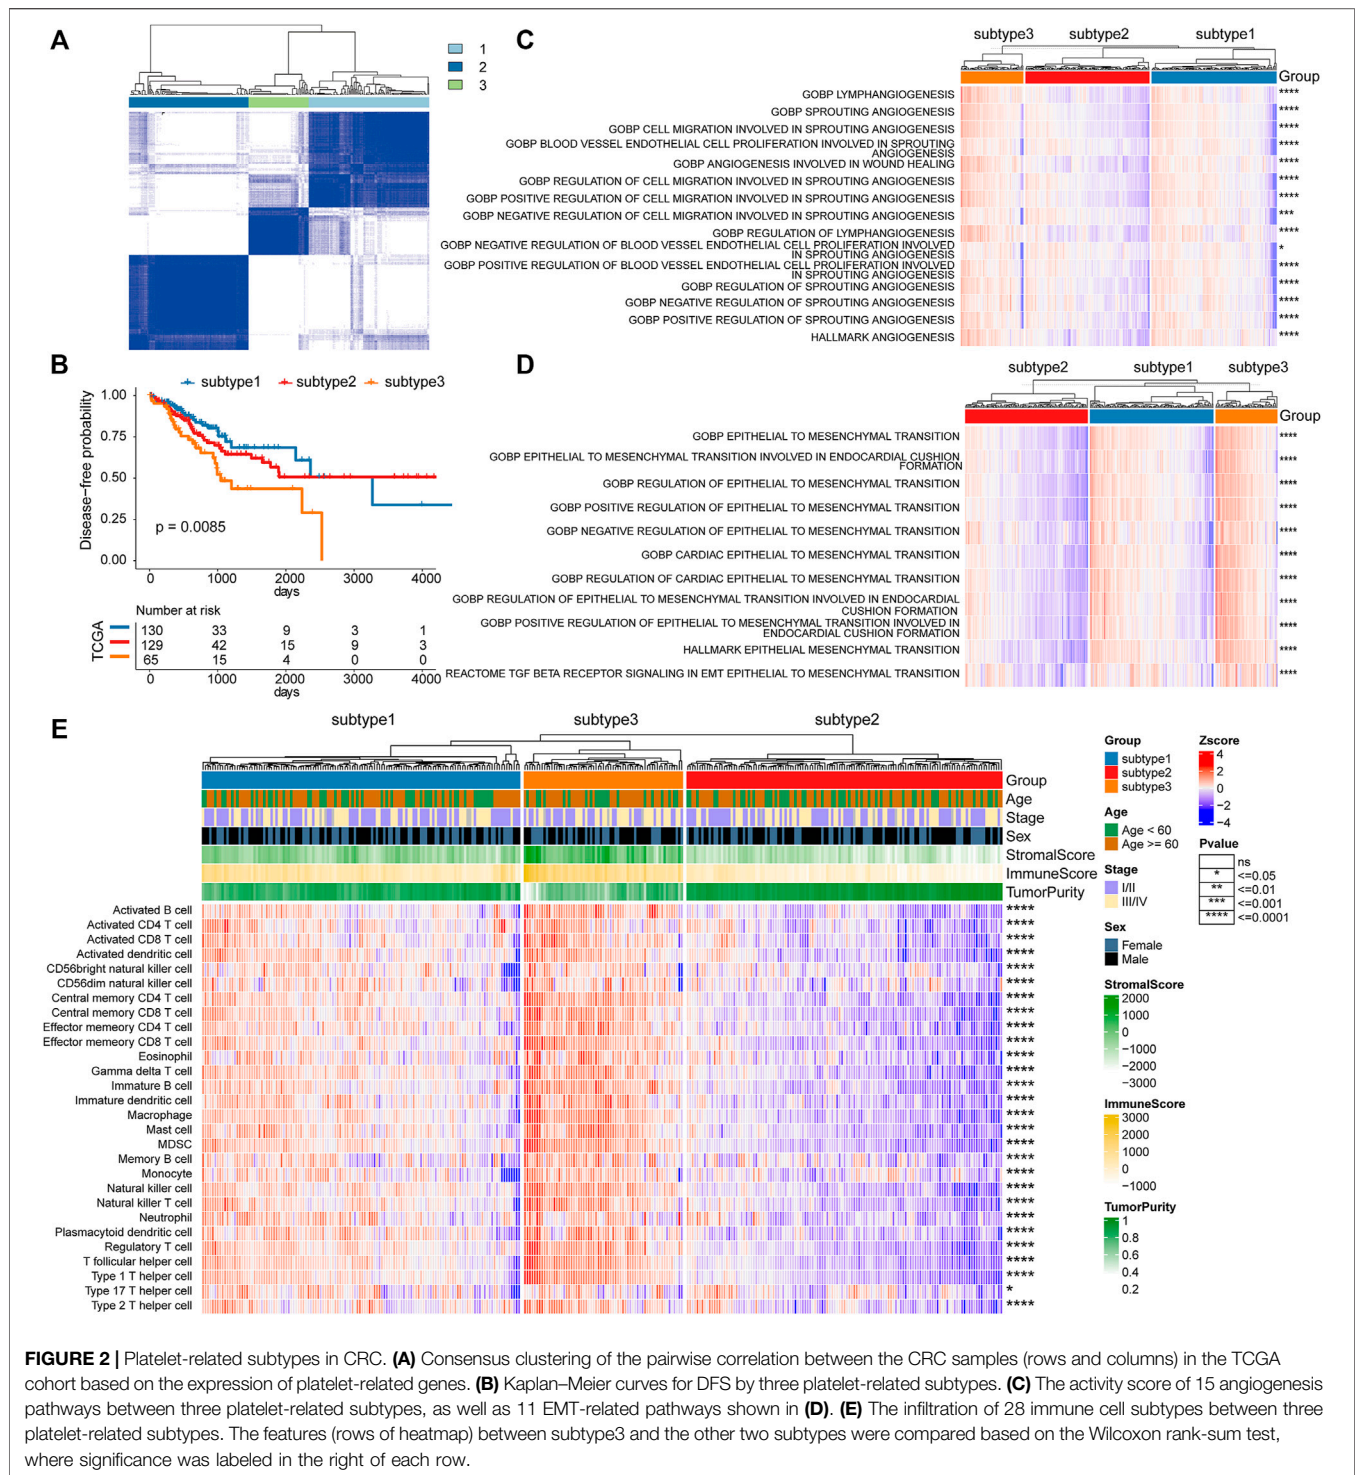 A
1
2
3
B
subtype1 subtype2 subtype3
Disease−free probability
1.00
0.75
0.50
0.25
0.00
p = 0.0085
0 1000 2000 3000 4000
days
Number at risk
TCGA
130 33 9 3 1
129 42 15 9 3
65 15 4 0 0
0 1000 2000 3000 4000
days
C
subtype3 subtype2 subtype1
Group
GOBP LYMPHANGIOGENESIS ****
GOBP SPROUTING ANGIOGENESIS ****
GOBP CELL MIGRATION INVOLVED IN SPROUTING ANGIOGENESIS ****
GOBP BLOOD VESSEL ENDOTHELIAL CELL PROLIFERATION INVOLVED IN SPROUTING ****
ANGIOGENESIS
GOBP ANGIOGENESIS INVOLVED IN WOUND HEALING ****
GOBP REGULATION OF CELL MIGRATION INVOLVED IN SPROUTING ANGIOGENESIS ****
GOBP POSITIVE REGULATION OF CELL MIGRATION INVOLVED IN SPROUTING ANGIOGENESIS ****
GOBP NEGATIVE REGULATION OF CELL MIGRATION INVOLVED IN SPROUTING ANGIOGENESIS ***
GOBP REGULATION OF LYMPHANGIOGENESIS ****
GOBP NEGATIVE REGULATION OF BLOOD VESSEL ENDOTHELIAL CELL PROLIFERATION INVOLVED *
IN SPROUTING ANGIOGENESIS
GOBP POSITIVE REGULATION OF BLOOD VESSEL ENDOTHELIAL CELL PROLIFERATION INVOLVED ****
IN SPROUTING ANGIOGENESIS
GOBP REGULATION OF SPROUTING ANGIOGENESIS ****
GOBP NEGATIVE REGULATION OF SPROUTING ANGIOGENESIS ****
GOBP POSITIVE REGULATION OF SPROUTING ANGIOGENESIS ****
HALLMARK ANGIOGENESIS ****
D
subtype2 subtype1 subtype3
Group
GOBP EPITHELIAL TO MESENCHYMAL TRANSITION ****
GOBP EPITHELIAL TO MESENCHYMAL TRANSITION INVOLVED IN ENDOCARDIAL CUSHION ****
FORMATION
GOBP REGULATION OF EPITHELIAL TO MESENCHYMAL TRANSITION ****
GOBP POSITIVE REGULATION OF EPITHELIAL TO MESENCHYMAL TRANSITION ****
GOBP NEGATIVE REGULATION OF EPITHELIAL TO MESENCHYMAL TRANSITION ****
GOBP CARDIAC EPITHELIAL TO MESENCHYMAL TRANSITION ****
GOBP REGULATION OF CARDIAC EPITHELIAL TO MESENCHYMAL TRANSITION ****
GOBP REGULATION OF EPITHELIAL TO MESENCHYMAL TRANSITION INVOLVED IN ENDOCARDIAL ****
CUSHION FORMATION
GOBP POSITIVE REGULATION OF EPITHELIAL TO MESENCHYMAL TRANSITION INVOLVED IN ****
ENDOCARDIAL CUSHION FORMATION
HALLMARK EPITHELIAL MESENCHYMAL TRANSITION ****
REACTOME TGF BETA RECEPTOR SIGNALING IN EMT EPITHELIAL TO MESENCHYMAL TRANSITION ****
E
subtype1 subtype3 subtype2
Group
Age
Stage
Sex
StromalScore
ImmuneScore
TumorPurity
Activated B cell ****
Activated CD4 T cell ****
Activated CD8 T cell ****
Activated dendritic cell ****
CD56bright natural killer cell ****
CD56dim natural killer cell ****
Central memory CD4 T cell ****
Central memory CD8 T cell ****
Effector memeory CD4 T cell ****
Effector memeory CD8 T cell ****
Eosinophil ****
Gamma delta T cell ****
Immature B cell ****
Immature dendritic cell ****
Macrophage ****
Mast cell ****
MDSC ****
Memory B cell ****
Monocyte ****
Natural killer cell ****
Natural killer T cell ****
Neutrophil ****
Plasmacytoid dendritic cell ****
Regulatory T cell ****
T follicular helper cell ****
Type 1 T helper cell ****
Type 17 T helper cell *
Type 2 T helper cell ****
Group
subtype1
subtype2
subtype3
Age
Age < 60
Age >= 60
Stage
I/II
III/IV
Sex
Female
Male
StromalScore
2000
1000
0
−1000
−2000
−3000
ImmuneScore
3000
2000
1000
0
−1000
TumorPurity
1
0.8
0.6
0.4
0.2
Zscore
4
2
0
−2
−4
Pvalue
ns
* <=0.05
** <=0.01
*** <=0.001
**** <=0.0001
FIGURE 2 | Platelet-related subtypes in CRC. (A) Consensus clustering of the pairwise correlation between the CRC samples (rows and columns) in the TCGA
cohort based on the expression of platelet-related genes. (B) Kaplan–Meier curves for DFS by three platelet-related subtypes. (C) The activity score of 15 angiogenesis
pathways between three platelet-related subtypes, as well as 11 EMT-related pathways shown in (D). (E) The infiltration of 28 immune cell subtypes between three
platelet-related subtypes. The features (rows of heatmap) between subtype3 and the other two subtypes were compared based on the Wilcoxon rank-sum test,
where significance was labeled in the right of each row.